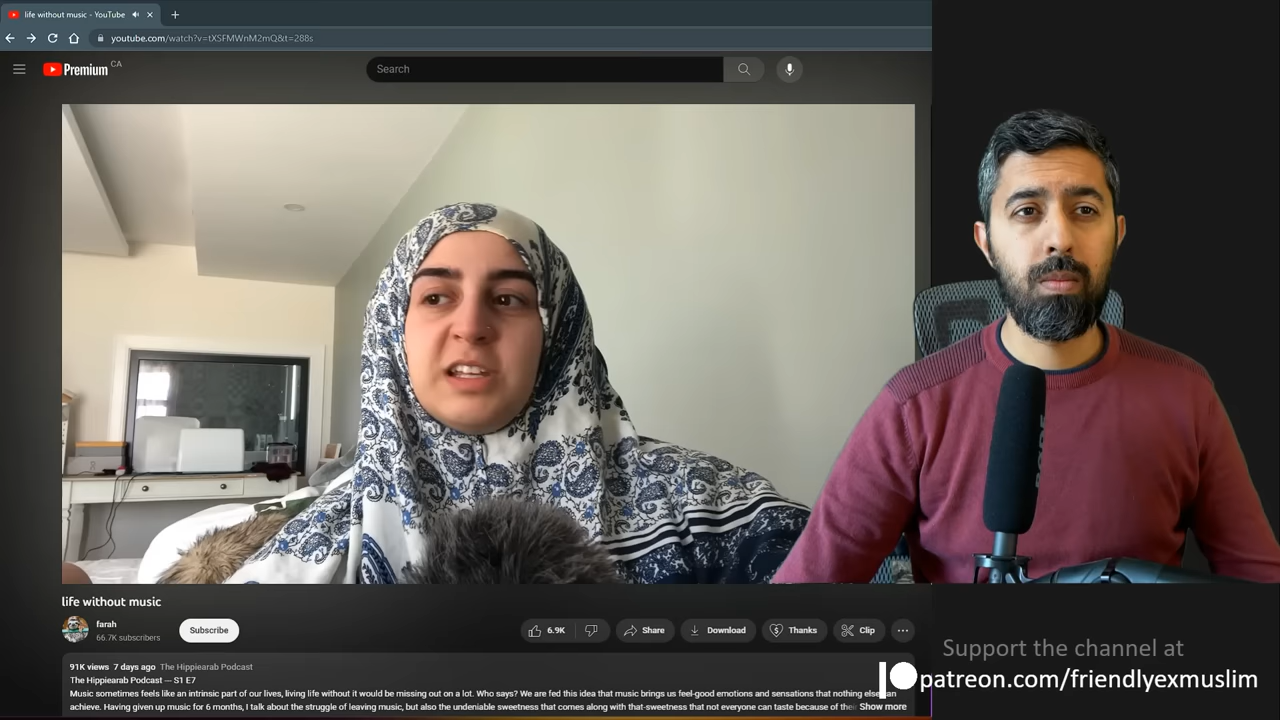 life without music - YouTube
youtube.com/watch?v=tXSFMWnM2mQ&t=288s
Premium CA
Search
life without music
farah
66.7K subscribers
Subscribe
6.9K
Share
Download
Thanks
Clip
91K views 7 days ago The Hippiearab Podcast
The Hippiearab Podcast — S1 E7
Music sometimes feels like an intrinsic part of our lives, living life without it would be missing out on a lot. Who says? We are fed this idea that music brings us feel-good emotions and sensations that nothing else can
achieve. Having given up music for 6 months, I talk about the struggle of leaving music, but also the undeniable sweetness that comes along with that-sweetness that not everyone can taste because of their Show more
Support the channel at
patreon.com/friendlyexmuslim